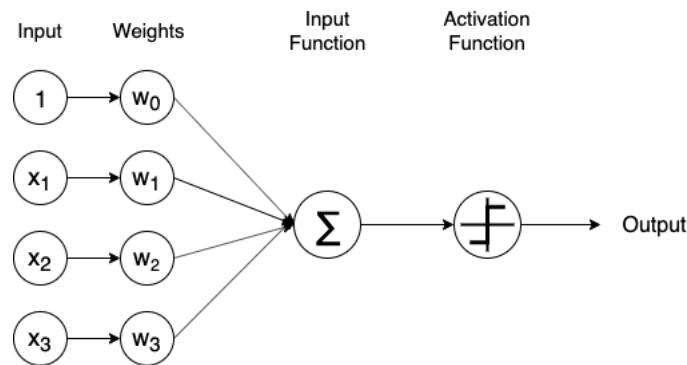 Input
Weights
Input
Function
Activation
Function
1
w0
x1
w1
x2
w2
x3
w3
Σ
Output